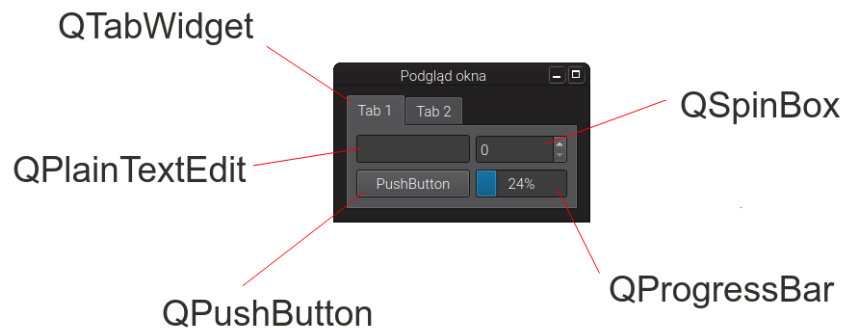 QTabWidget
Podgląd okna
Tab 1 Tab 2
QSpinBox
0
QPlainTextEdit
PushButton 24%
QProgressBar
QPushButton